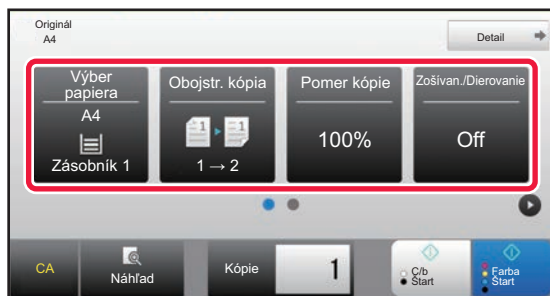 Originál
A4
Detail
Výber
papiera
A4
Zásobník 1
Obojstr. kópia
1 → 2
Pomer kópie
100%
Zošívan./Dierovanie
Off
CA
Náhľad
Kópie
1
C/b
Štart
Farba
Štart